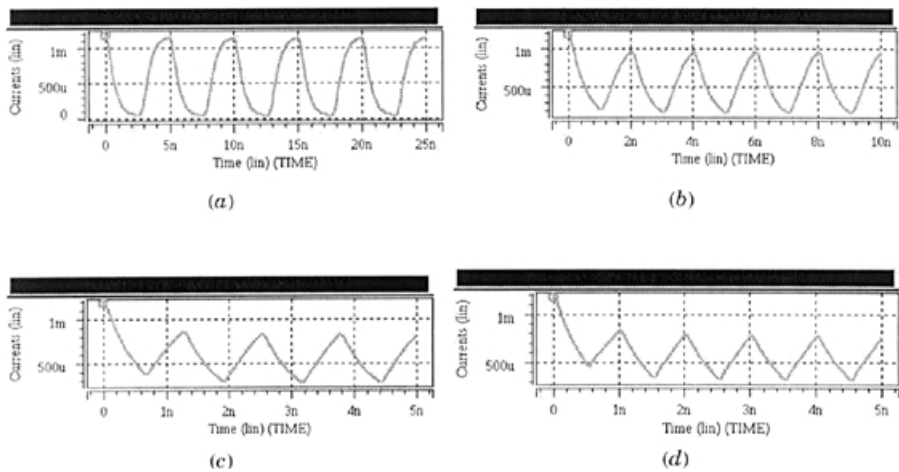 Currents (lin)
1m
500u
0
0 5n 10n 15n 20n 25n
Time (lin) (TIME)
(a)
Currents (lin)
1m
500u
0 2n 4n 6n 8n 10n
Time (lin) (TIME)
(b)
Currents (lin)
1m
500u
0 1n 2n 3n 4n 5n
Time (lin) (TIME)
(c)
Currents (lin)
1m
500u
0 1n 2n 3n 4n 5n
Time (lin) (TIME)
(d)